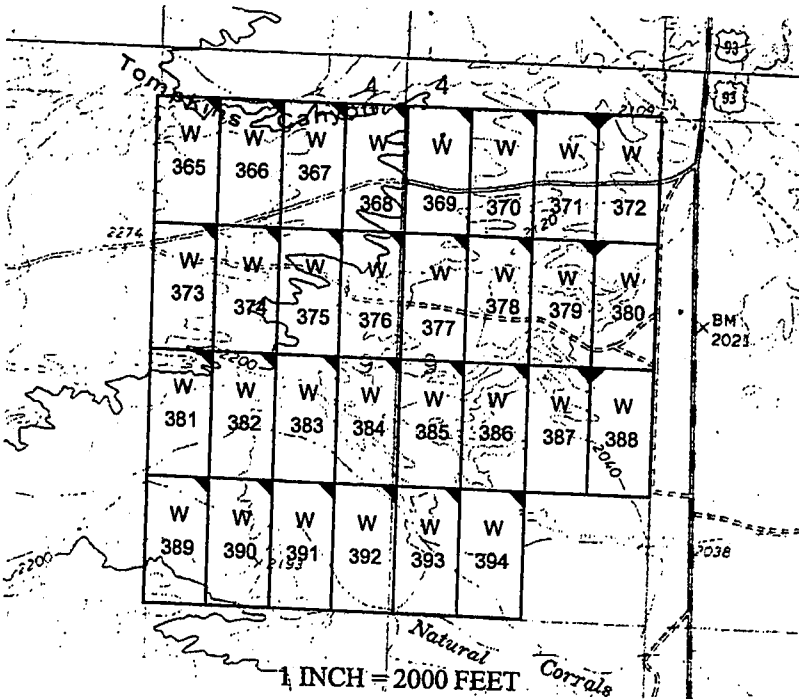 93
93
Tompkins Canyon
4 4
2109
W W W W W W W W
365 366 367 368 369 370 371 372
2120
2274
W W W W W W W W
373 374 375 376 377 378 379 380
BM
2021
2200
W W W W W W W W
381 382 383 384 385 386 387 388
2040
W W W W W W
389 390 391 392 393 394
2200
2193
2038
Natural Corrals
1 INCH = 2000 FEET